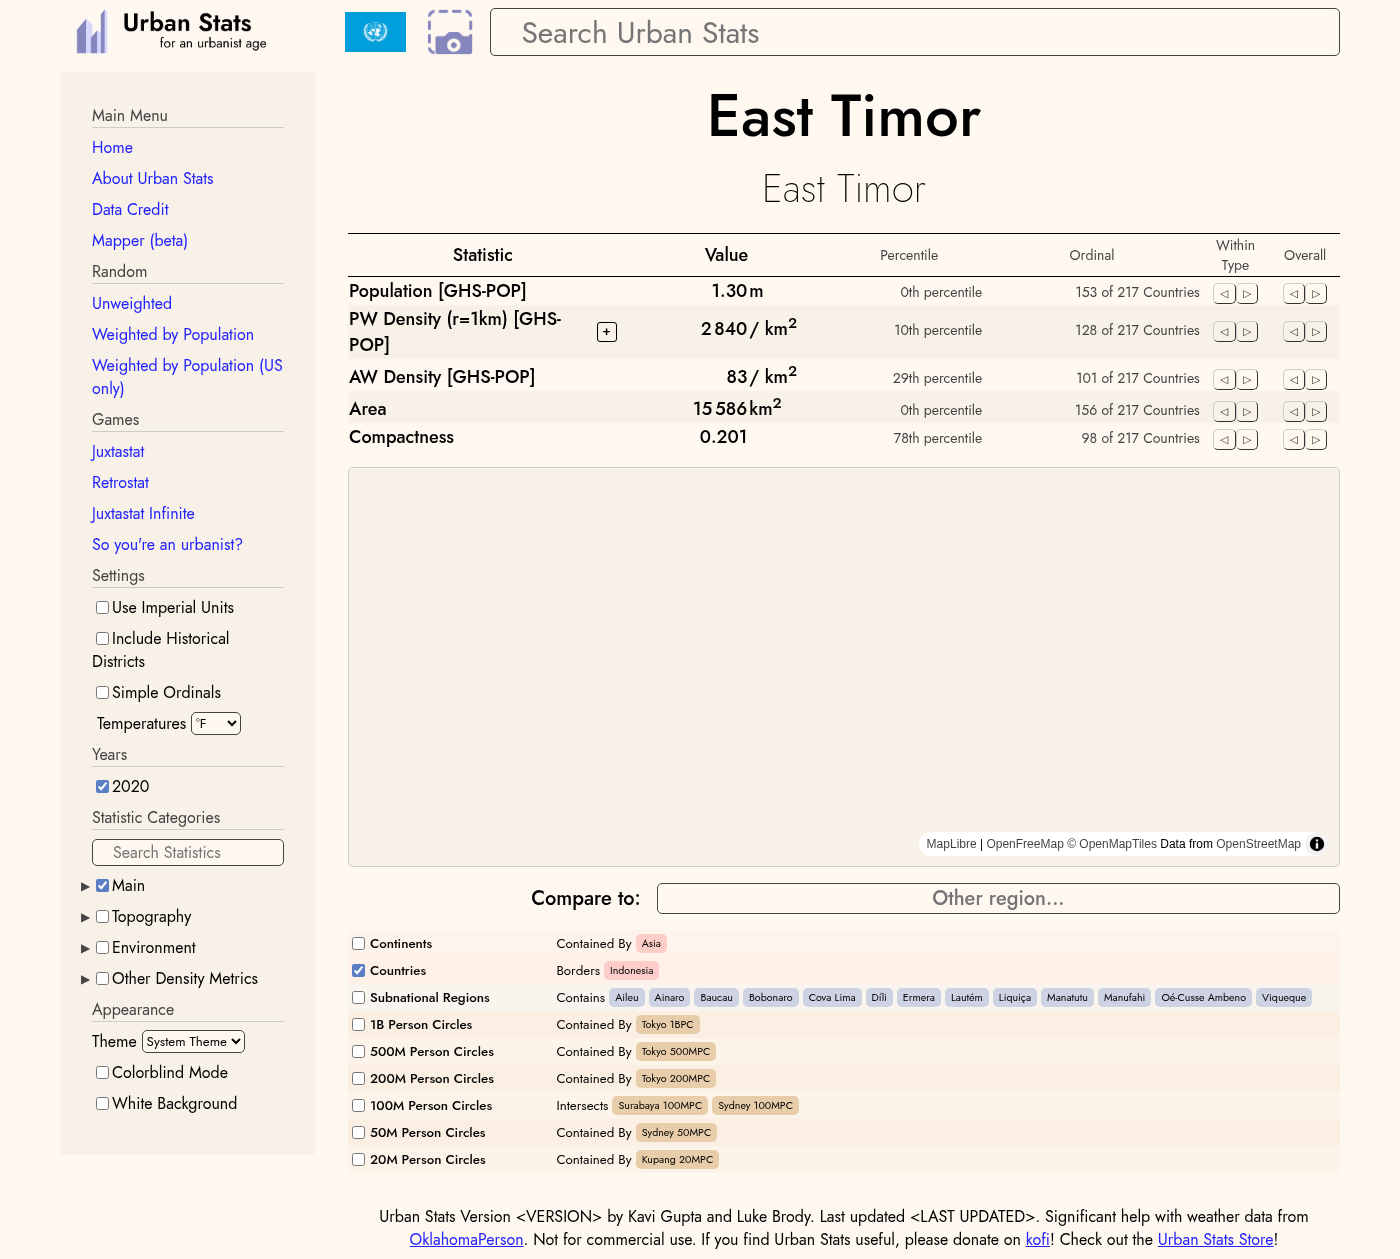 Urban Stats
for an urbanist age
Search Urban Stats
Main Menu
Home
About Urban Stats
Data Credit
Mapper (beta)
Random
Unweighted
Weighted by Population
Weighted by Population (US
only)
Games
Juxtastat
Retrostat
Juxtastat Infinite
So you're an urbanist?
Settings
Use Imperial Units
Include Historical
Districts
Simple Ordinals
Temperatures °F
Years
2020
Statistic Categories
Search Statistics
Main
Topography
Environment
Other Density Metrics
Appearance
Theme System Theme
Colorblind Mode
White Background
East Timor
East Timor
Statistic Value Percentile Ordinal Within Type Overall
Population [GHS-POP] 1.30 m 0th percentile 153 of 217 Countries
PW Density (r=1km) [GHS-
POP] + 2 840 / km² 10th percentile 128 of 217 Countries
AW Density [GHS-POP] 83 / km² 29th percentile 101 of 217 Countries
Area 15 586 km² 0th percentile 156 of 217 Countries
Compactness 0.201 78th percentile 98 of 217 Countries
MapLibre | OpenFreeMap © OpenMapTiles Data from OpenStreetMap
Compare to: Other region...
Continents Contained By Asia
Countries Borders Indonesia
Subnational Regions Contains Aileu Ainaro Baucau Bobonaro Cova Lima Díli Ermera Lautém Liquiça Manatutu Manufahi Oé-Cusse Ambeno Viqueque
1B Person Circles Contained By Tokyo 1BPC
500M Person Circles Contained By Tokyo 500MPC
200M Person Circles Contained By Tokyo 200MPC
100M Person Circles Intersects Surabaya 100MPC Sydney 100MPC
50M Person Circles Contained By Sydney 50MPC
20M Person Circles Contained By Kupang 20MPC
Urban Stats Version <VERSION> by Kavi Gupta and Luke Brody. Last updated <LAST UPDATED>. Significant help with weather data from
OklahomaPerson. Not for commercial use. If you find Urban Stats useful, please donate on kofi! Check out the Urban Stats Store!